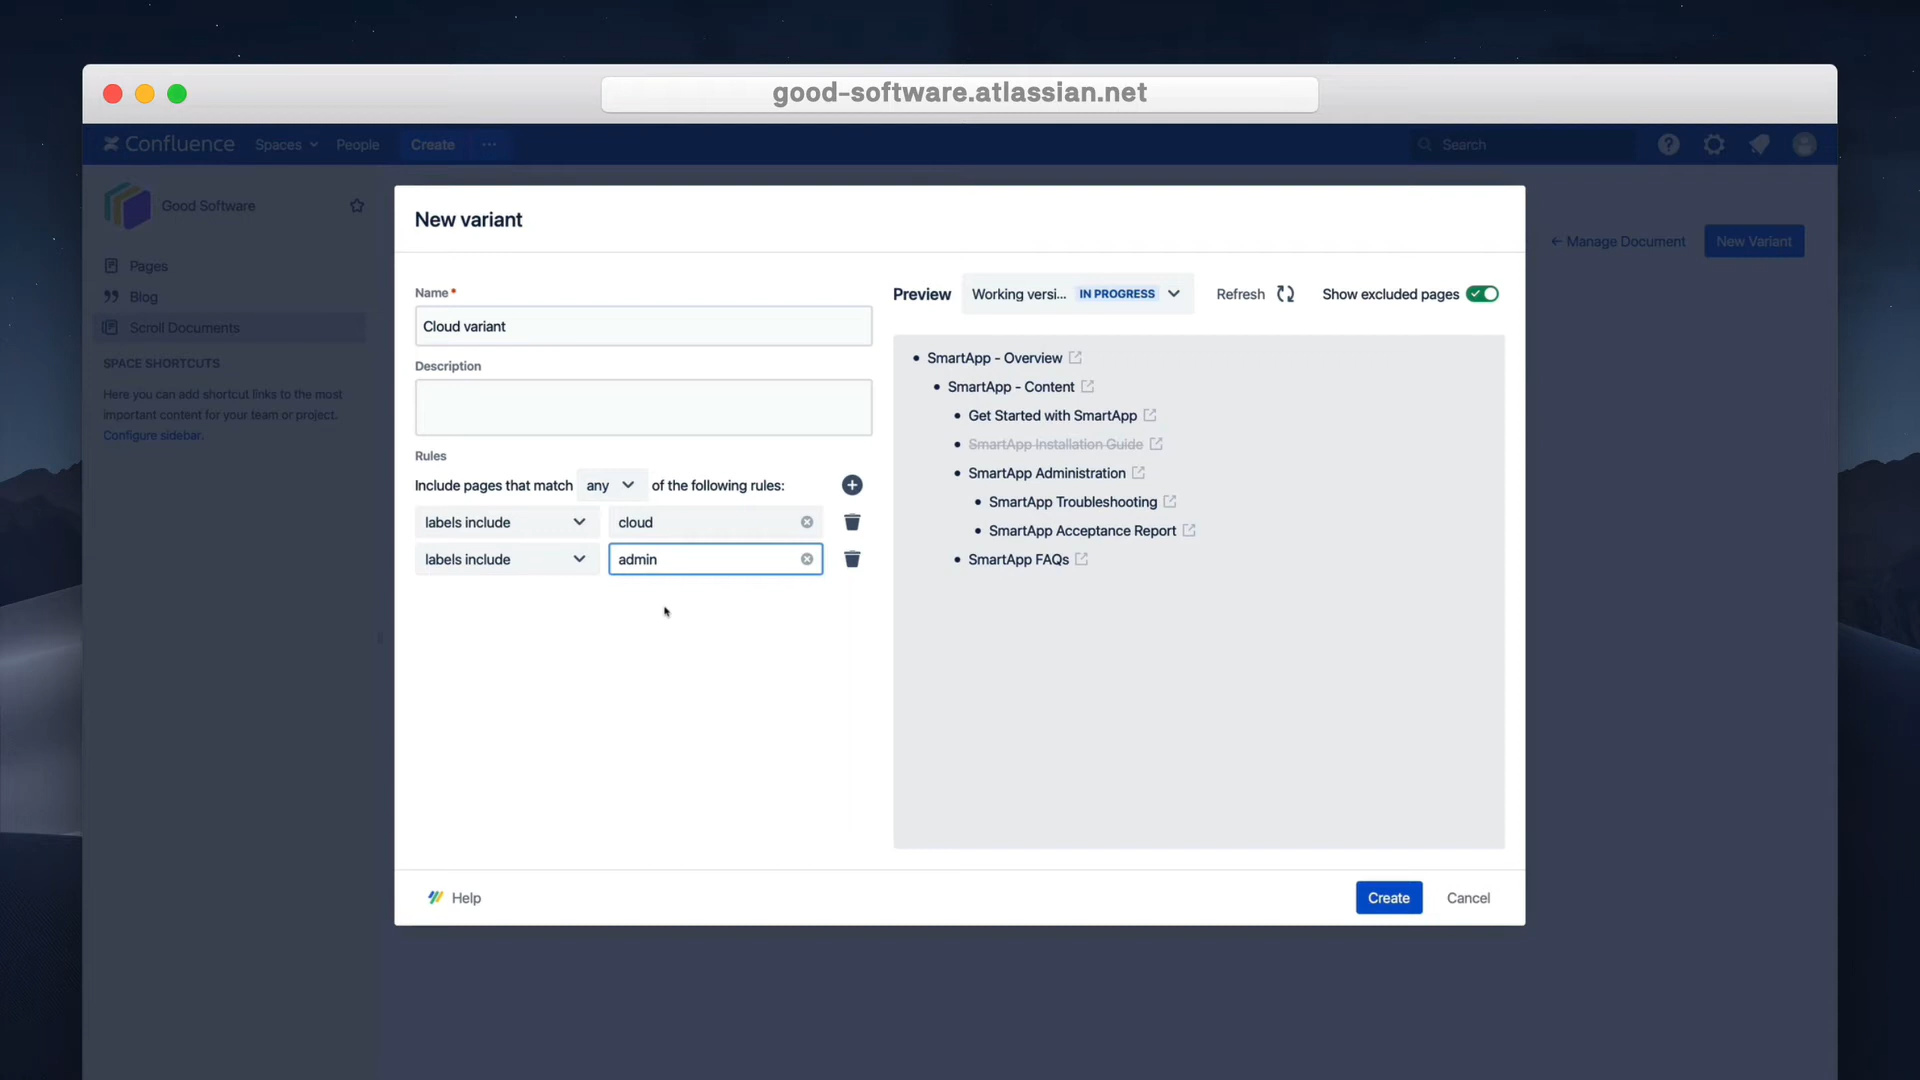 good-software.atlassian.net
Confluence Spaces People Create ... Search
Good Software
Pages
Blog
Scroll Documents
SPACE SHORTCUTS
Here you can add shortcut links to the most
important content for your team or project.
Configure sidebar.
← Manage Document New Variant
New variant
Name*
Cloud variant
Description
Rules
Include pages that match any of the following rules:
labels include cloud
labels include admin
Preview Working versi... IN PROGRESS Refresh Show excluded pages
• SmartApp - Overview
• SmartApp - Content
• Get Started with SmartApp
• SmartApp Installation Guide
• SmartApp Administration
• SmartApp Troubleshooting
• SmartApp Acceptance Report
• SmartApp FAQs
Help
Create Cancel